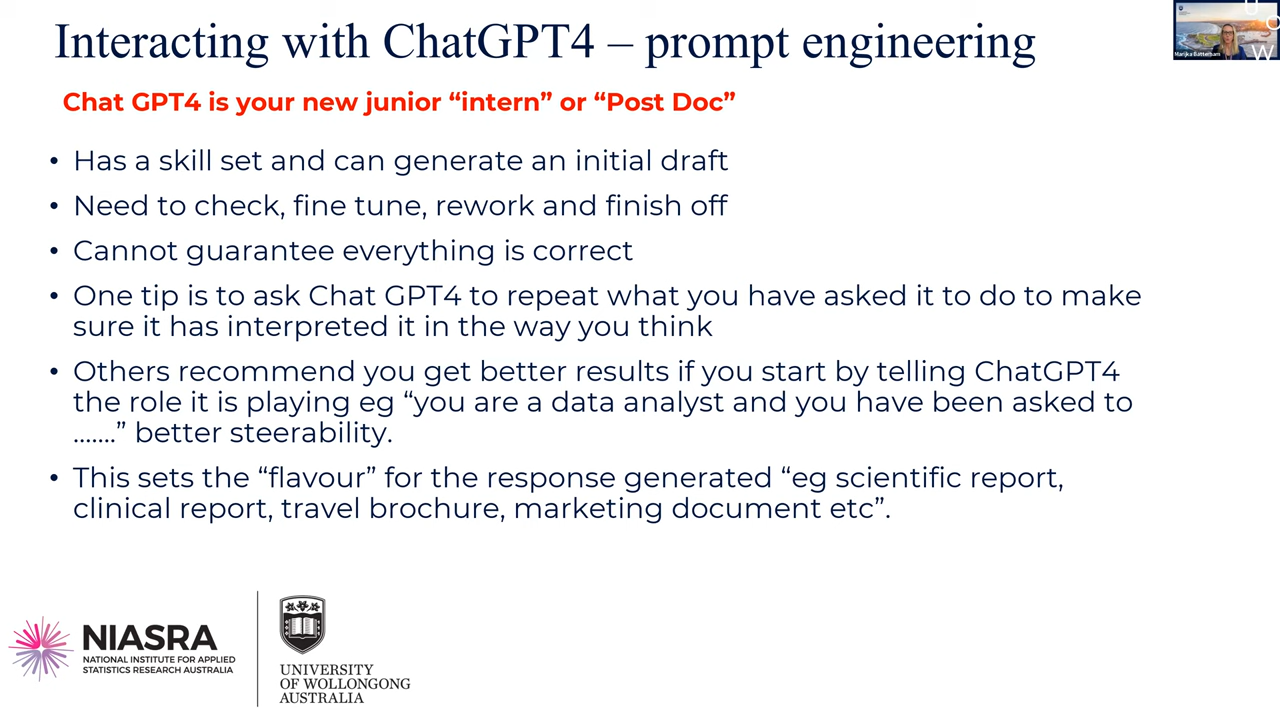 Interacting with ChatGPT4 – prompt engineering
Marijka Batterham
Chat GPT4 is your new junior “intern” or “Post Doc”
• Has a skill set and can generate an initial draft
• Need to check, fine tune, rework and finish off
• Cannot guarantee everything is correct
• One tip is to ask Chat GPT4 to repeat what you have asked it to do to make
sure it has interpreted it in the way you think
• Others recommend you get better results if you start by telling ChatGPT4
the role it is playing eg “you are a data analyst and you have been asked to
.......” better steerability.
• This sets the “flavour” for the response generated “eg scientific report,
clinical report, travel brochure, marketing document etc”.
NIASRA
NATIONAL INSTITUTE FOR APPLIED
STATISTICS RESEARCH AUSTRALIA
UNIVERSITY
OF WOLLONGONG
AUSTRALIA